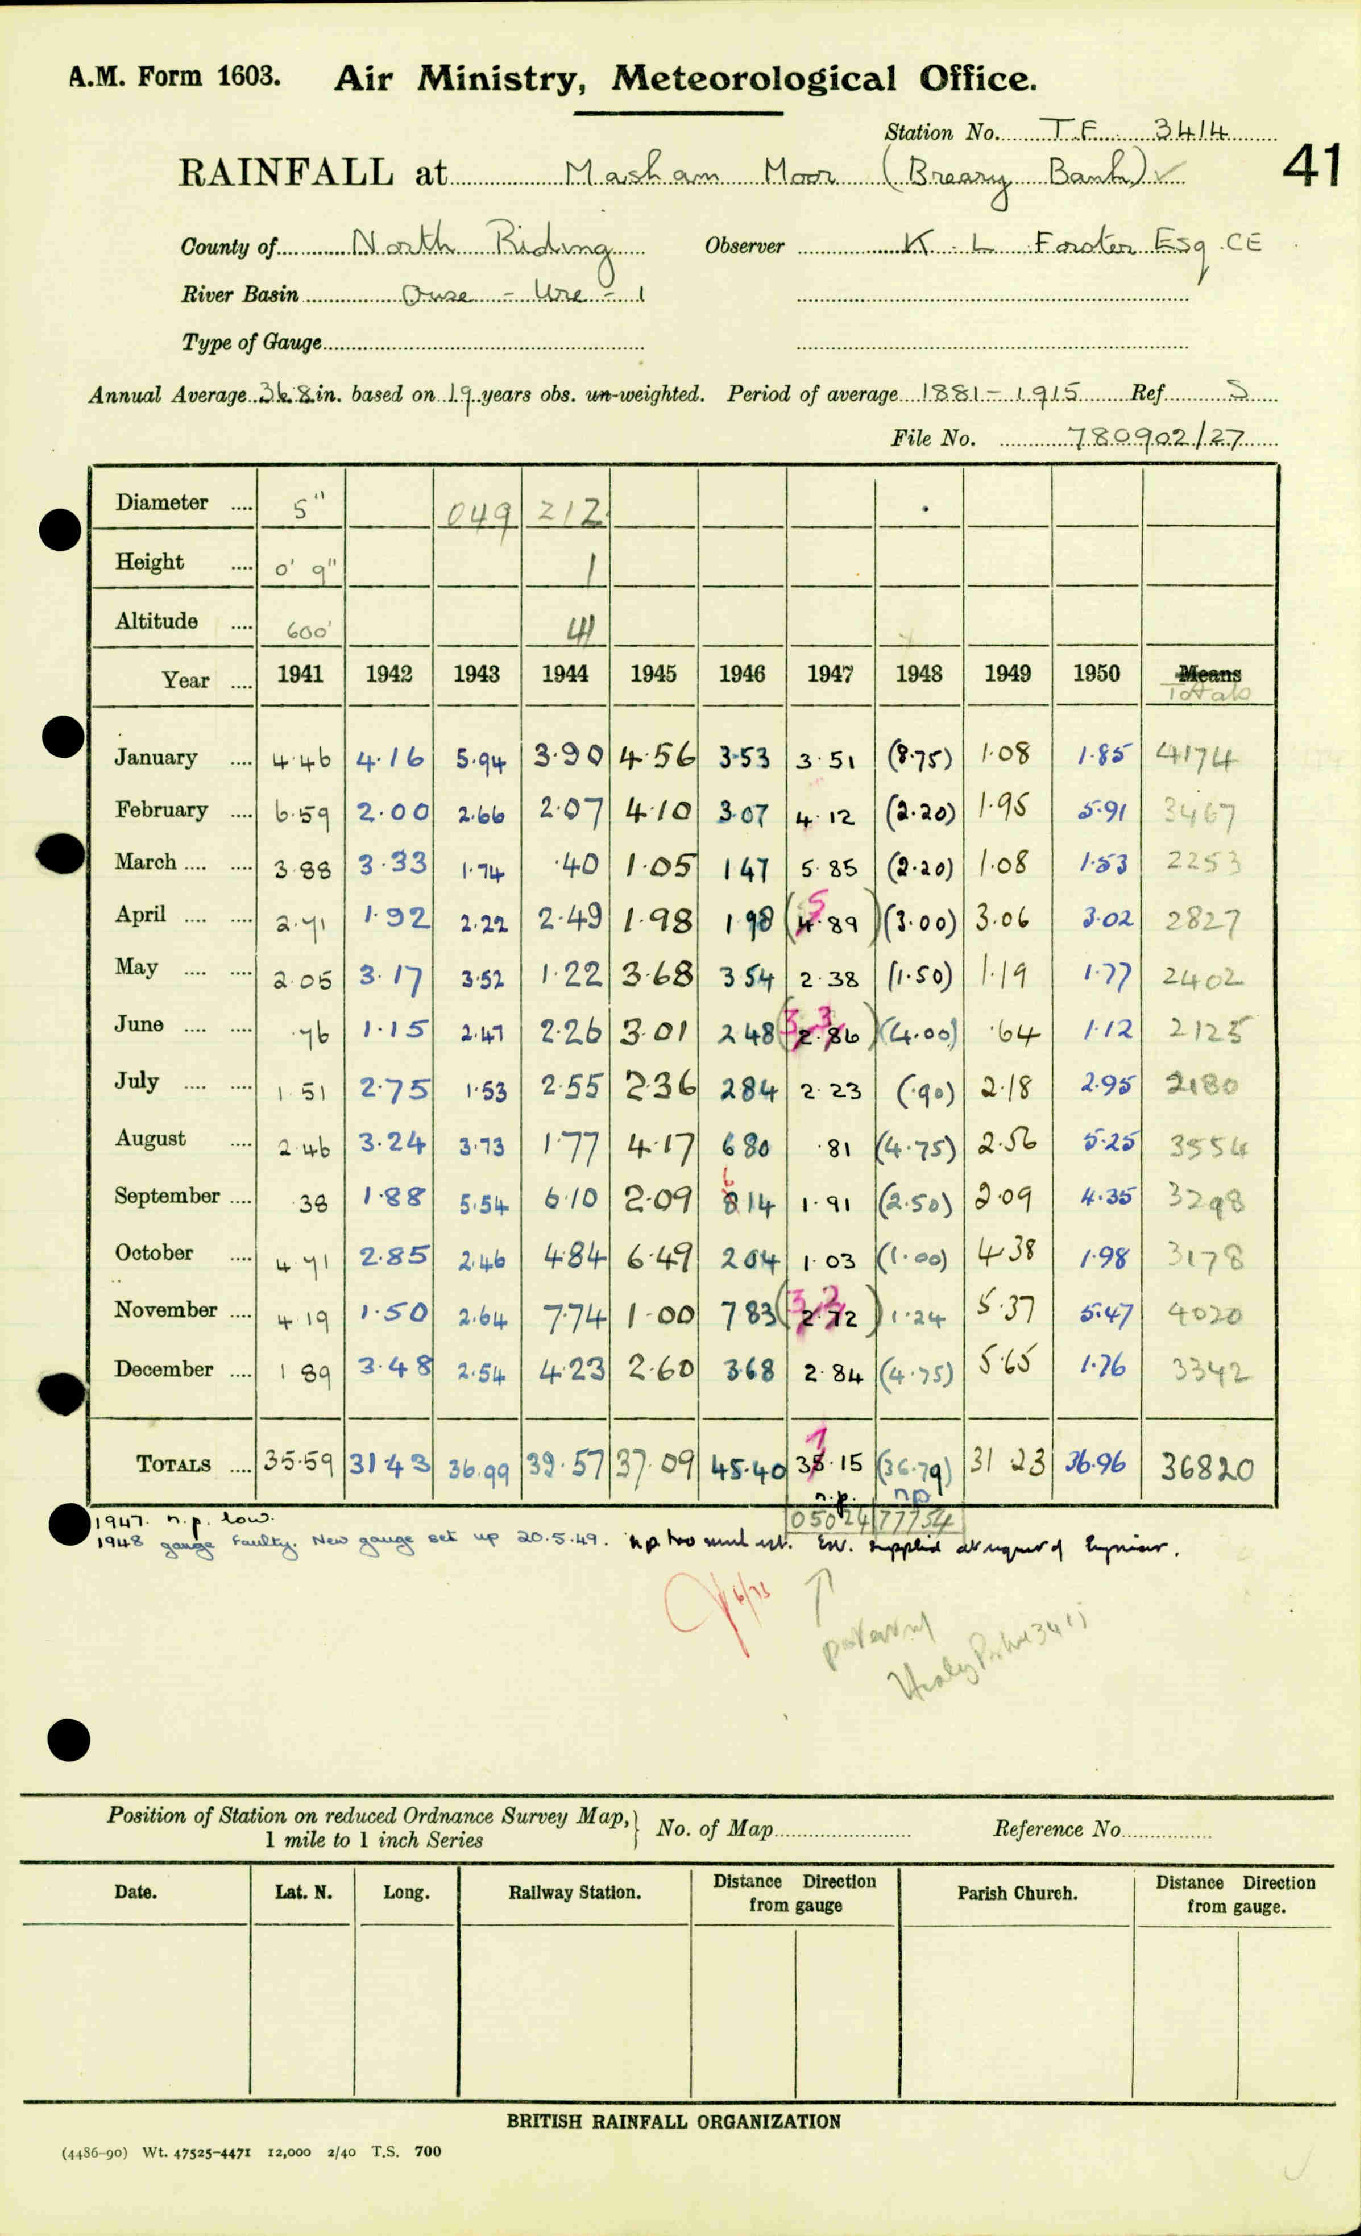 A.M. Form 1603. Air Ministry, Meteorological Office.
Station No. T.F. 3414
41
RAINFALL at Masham Moor (Breary Bank) ✓
County of North Riding Observer K. L. Forster Esq. CE
River Basin Ouse - Ure - 1
Type of Gauge
Annual Average 36.8 in. based on 19 years obs. un-weighted. Period of average 1881 - 1915 Ref. S
File No. 780902/27
Diameter .... 5" 049 212
Height .... 0' 9" 1
Altitude .... 600' 41
Year .... 1941 1942 1943 1944 1945 1946 1947 1948 1949 1950 Means
Totals
January .... 4.46 4.16 5.94 3.90 4.56 3.53 3.51 (8.75) 1.08 1.85 4174
February .... 6.59 2.00 2.66 2.07 4.10 3.07 4.12 (2.20) 1.95 5.91 3467
March .... .... 3.88 3.33 1.74 .40 1.05 1 47 5.85 (2.20) 1.08 1.53 2253
April .... .... 2.41 1.92 2.22 2.49 1.98 1 98 (4.89) 5 (3.00) 3.06 3.02 2827
May .... .... 2.05 3.17 3.52 1.22 3.68 3 54 2.38 (1.50) 1.19 1.77 2402
June .... .... .76 1.15 2.47 2.26 3.01 2 48 (2.86) 3 3 (4.00) .64 1.12 2125
July .... .... 1 51 2.75 1.53 2.55 2.36 2 84 2 23 (.90) 2.18 2.95 2180
August .... 2.46 3.24 3.73 1.77 4.17 6 80 .81 (4.75) 2.56 5.25 3554
September .... .38 1.88 5.54 6.10 2.09 8 14 6 1.91 (2.50) 2.09 4.35 3298
October .... 4 41 2.85 2.46 4.84 6.49 2 04 1.03 (1.00) 4.38 1.98 3178
November .... 4 19 1.50 2.64 7.74 1.00 7 83 (2.72) 3 2 1.24 5.37 5.47 4020
December .... 1 89 3.48 2.54 4.23 2.60 3 68 2.84 (4.75) 5.65 1.76 3342
TOTALS .... 35.59 31.43 36.99 39.57 37.09 45.40 35.15 7 (36.79) 31 23 36.96 36820
n.p. np
05024 77754
1947. n.p. low.
1948 gauge faulty. New gauge set up 20.5.49. n.p. too Est. supplied at request of Engineer.
6/73
pattern
Healey 3411
Position of Station on reduced Ordnance Survey Map, No. of Map Reference No.
1 mile to 1 inch Series
Date. Lat. N. Long. Railway Station. Distance Direction from gauge Parish Church. Distance Direction from gauge.
BRITISH RAINFALL ORGANIZATION
(4486-90) Wt. 47525-4471 12,000 2/40 T.S. 700